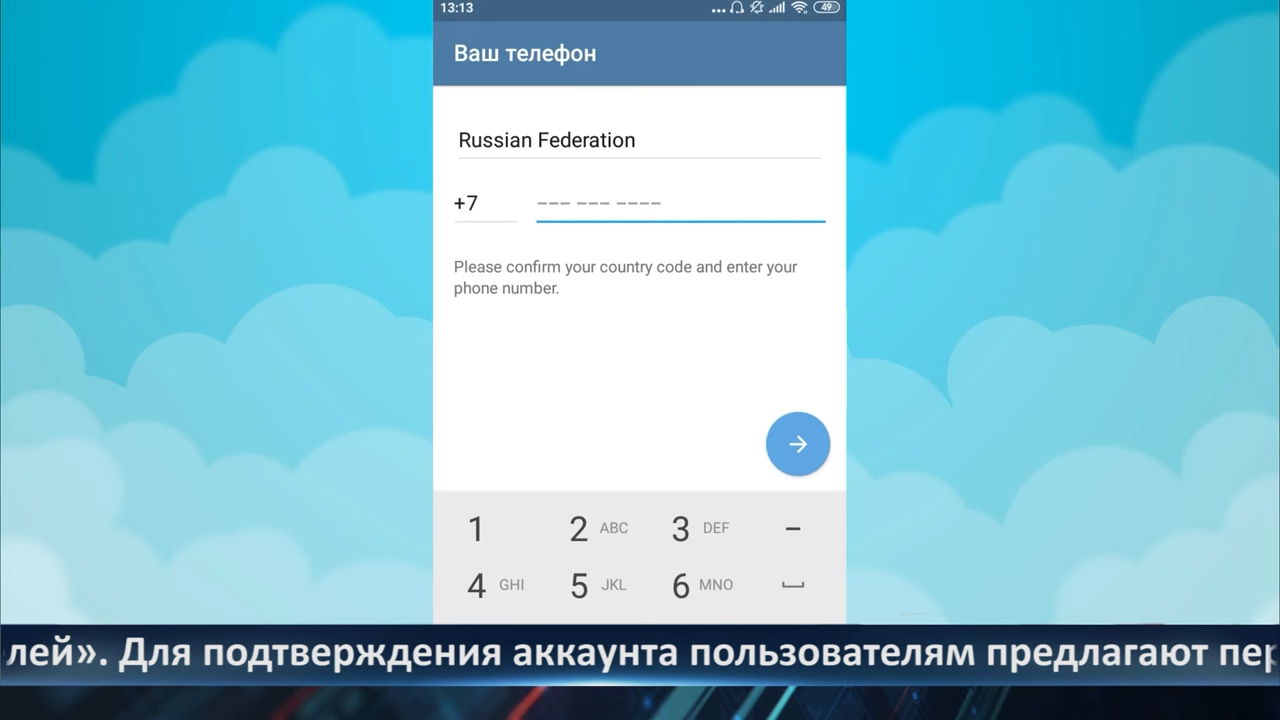 13:13
49
Ваш телефон
Russian Federation
+7 --- --- ----
Please confirm your country code and enter your
phone number.
1 2 ABC 3 DEF -
4 GHI 5 JKL 6 MNO
лей». Для подтверждения аккаунта пользователям предлагают пер